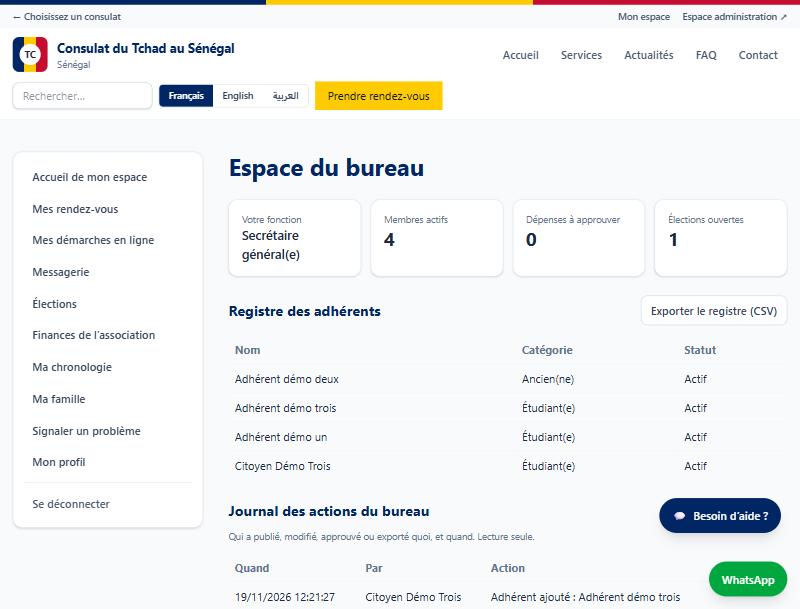 ← Choisissez un consulat
Mon espace
Espace administration ↗
TC
Consulat du Tchad au Sénégal
Sénégal
Accueil
Services
Actualités
FAQ
Contact
Rechercher...
Français
English
العربية
Prendre rendez-vous
Accueil de mon espace
Mes rendez-vous
Mes démarches en ligne
Messagerie
Élections
Finances de l'association
Ma chronologie
Ma famille
Signaler un problème
Mon profil
Se déconnecter
Espace du bureau
Votre fonction
Secrétaire
général(e)
Membres actifs
4
Dépenses à approuver
0
Élections ouvertes
1
Registre des adhérents
Exporter le registre (CSV)
Nom Catégorie Statut
Adhérent démo deux Ancien(ne) Actif
Adhérent démo trois Étudiant(e) Actif
Adhérent démo un Étudiant(e) Actif
Citoyen Démo Trois Étudiant(e) Actif
Journal des actions du bureau
Qui a publié, modifié, approuvé ou exporté quoi, et quand. Lecture seule.
Quand Par Action
19/11/2026 12:21:27 Citoyen Démo Trois Adhérent ajouté : Adhérent démo trois
Besoin d'aide ?
WhatsApp